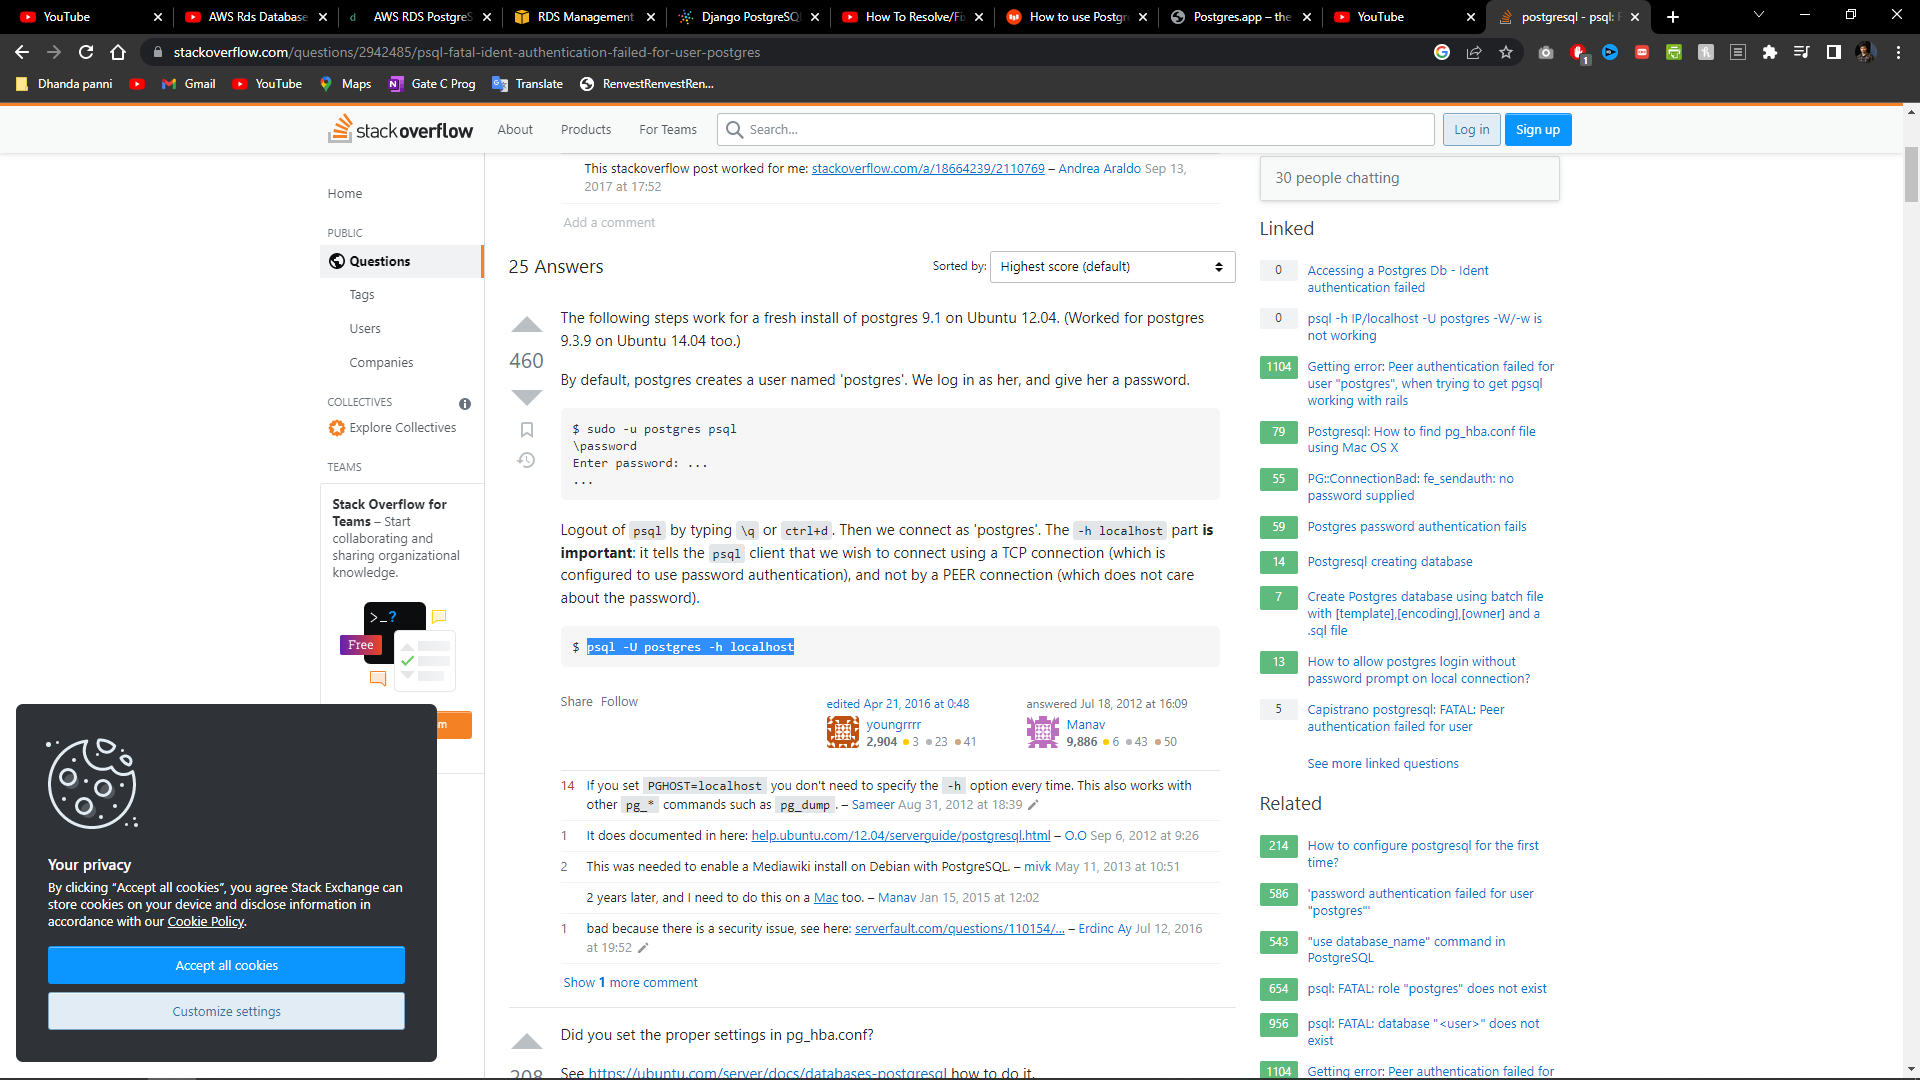 YouTube
AWS Rds Database
AWS RDS PostgreS
RDS Management
Django PostgreSQ
How To Resolve/Fi
How to use Postgr
Postgres.app – the
YouTube
postgresql - psql: F
stackoverflow.com/questions/2942485/psql-fatal-ident-authentication-failed-for-user-postgres
1
Dhanda panni
Gmail
YouTube
Maps
Gate C Prog
Translate
RenvestRenvestRen...
stackoverflow
About
Products
For Teams
Search...
Log in
Sign up
Home
PUBLIC
Questions
Tags
Users
Companies
COLLECTIVES
Explore Collectives
TEAMS
Stack Overflow for
Teams – Start
collaborating and
sharing organizational
knowledge.
>_?
Free
m
This stackoverflow post worked for me: stackoverflow.com/a/18664239/2110769 – Andrea Araldo Sep 13,
2017 at 17:52
Add a comment
25 Answers
Sorted by:
Highest score (default)
460
The following steps work for a fresh install of postgres 9.1 on Ubuntu 12.04. (Worked for postgres
9.3.9 on Ubuntu 14.04 too.)
By default, postgres creates a user named 'postgres'. We log in as her, and give her a password.
$ sudo -u postgres psql
\password
Enter password: ...
...
Logout of psql by typing \q or ctrl+d. Then we connect as 'postgres'. The -h localhost part is
important: it tells the psql client that we wish to connect using a TCP connection (which is
configured to use password authentication), and not by a PEER connection (which does not care
about the password).
$ psql -U postgres -h localhost
Share Follow
edited Apr 21, 2016 at 0:48
youngrrrr
2,904 3 23 41
answered Jul 18, 2012 at 16:09
Manav
9,886 6 43 50
14 If you set PGHOST=localhost you don't need to specify the -h option every time. This also works with
other pg_* commands such as pg_dump. – Sameer Aug 31, 2012 at 18:39
1 It does documented in here: help.ubuntu.com/12.04/serverguide/postgresql.html – O.O Sep 6, 2012 at 9:26
2 This was needed to enable a Mediawiki install on Debian with PostgreSQL. – mivk May 11, 2013 at 10:51
2 years later, and I need to do this on a Mac too. – Manav Jan 15, 2015 at 12:02
1 bad because there is a security issue, see here: serverfault.com/questions/110154/... – Erdinc Ay Jul 12, 2016
at 19:52
Show 1 more comment
Did you set the proper settings in pg_hba.conf?
208
See https://ubuntu.com/server/docs/databases-postgresql how to do it.
30 people chatting
Linked
0 Accessing a Postgres Db - Ident
authentication failed
0 psql -h IP/localhost -U postgres -W/-w is
not working
1104 Getting error: Peer authentication failed for
user "postgres", when trying to get pgsql
working with rails
79 Postgresql: How to find pg_hba.conf file
using Mac OS X
55 PG::ConnectionBad: fe_sendauth: no
password supplied
59 Postgres password authentication fails
14 Postgresql creating database
7 Create Postgres database using batch file
with [template],[encoding],[owner] and a
.sql file
13 How to allow postgres login without
password prompt on local connection?
5 Capistrano postgresql: FATAL: Peer
authentication failed for user
See more linked questions
Related
214 How to configure postgresql for the first
time?
586 'password authentication failed for user
"postgres"'
543 "use database_name" command in
PostgreSQL
654 psql: FATAL: role "postgres" does not exist
956 psql: FATAL: database "<user>" does not
exist
1104 Getting error: Peer authentication failed for
Your privacy
By clicking “Accept all cookies”, you agree Stack Exchange can
store cookies on your device and disclose information in
accordance with our Cookie Policy.
Accept all cookies
Customize settings